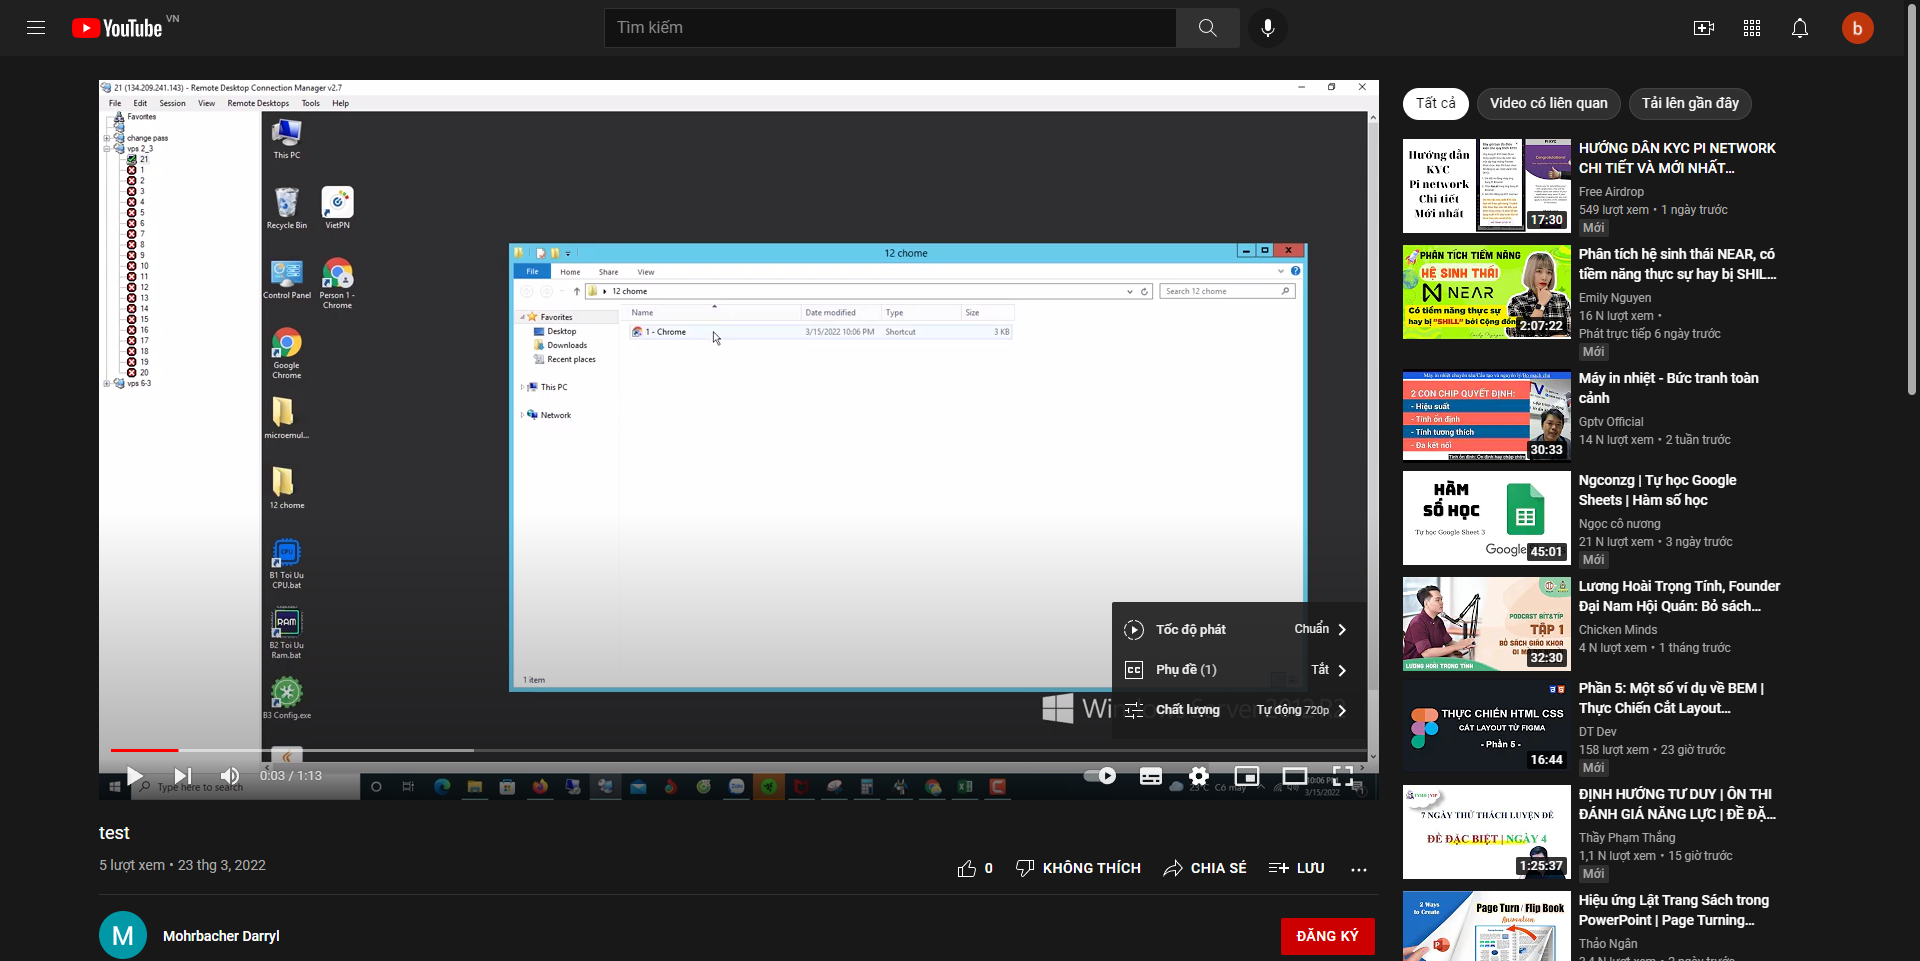 YouTube VN
Tìm kiếm
21 (134.209.241.143) - Remote Desktop Connection Manager v2.7
File Edit Session View Remote Desktops Tools Help
Favorites
change pass
vps 2_3
21
1
2
3
4
5
6
7
8
9
10
11
12
13
14
15
16
17
18
19
20
vps 6-3
This PC
Recycle Bin
VietPN
Control Panel
Person 1 -
Chrome
Google
Chrome
microemul...
12 chome
CPU
B1 Toi Uu
CPU.bat
RAM
B2 Toi Uu
Ram.bat
B3 Config.exe
12 chome
File Home Share View
12 chome
Search 12 chome
Favorites
Desktop
Downloads
Recent places
This PC
Network
Name Date modified Type Size
1 - Chrome 3/15/2022 10:06 PM Shortcut 3 KB
1 item
Tốc độ phát Chuẩn
Phụ đề (1) Tắt
Chất lượng Tự động 720p
0:03 / 1:13
Type here to search
23°C Có mây
3/15/2022
test
5 lượt xem • 23 thg 3, 2022
0 KHÔNG THÍCH CHIA SẺ LƯU
M
Mohrbacher Darryl
ĐĂNG KÝ
b
Tất cả Video có liên quan Tải lên gần đây
Hướng dẫn
KYC
Pi network
Chi tiết
Mới nhất
17:30
HƯỚNG DẪN KYC PI NETWORK
CHI TIẾT VÀ MỚI NHẤT...
Free Airdrop
549 lượt xem • 1 ngày trước
Mới
PHÂN TÍCH TIỀM NĂNG
HỆ SINH THÁI
NEAR
Có tiềm năng thực sự
hay bị "SHILL" bởi Cộng đồng
2:07:22
Phân tích hệ sinh thái NEAR, có
tiềm năng thực sự hay bị SHIL...
Emily Nguyen
16 N lượt xem •
Phát trực tiếp 6 ngày trước
Mới
2 CON CHIP QUYẾT ĐỊNH:
- Hiệu suất
- Tính ổn định
- Tính tương thích
- Đa kết nối
30:33
Máy in nhiệt - Bức tranh toàn
cảnh
Gptv Official
14 N lượt xem • 2 tuần trước
HÀM
SỐ HỌC
Tự học Google Sheet 3
Google
45:01
Ngconzg | Tự học Google
Sheets | Hàm số học
Ngọc cô nương
21 N lượt xem • 3 ngày trước
Mới
PODCAST BIT&TIP
TẬP 1
BỎ SÁCH GIÁO KHOA
LƯƠNG HOÀI TRỌNG TÍNH
32:30
Lương Hoài Trọng Tính, Founder
Đại Nam Hội Quán: Bỏ sách...
Chicken Minds
4 N lượt xem • 1 tháng trước
THỰC CHIẾN HTML CSS
CẮT LAYOUT TỪ FIGMA
- Phần 5 -
16:44
Phần 5: Một số ví dụ về BEM |
Thực Chiến Cắt Layout...
DT Dev
158 lượt xem • 23 giờ trước
Mới
7 NGÀY THỬ THÁCH LUYỆN ĐỀ
ĐỀ ĐẶC BIỆT | NGÀY 4
1:25:37
ĐỊNH HƯỚNG TƯ DUY | ÔN THI
ĐÁNH GIÁ NĂNG LỰC | ĐỀ ĐẶ...
Thầy Phạm Thắng
1,1 N lượt xem • 15 giờ trước
Mới
2 Ways
to Create
Page Turn / Flip Book
Animation
Hiệu ứng Lật Trang Sách trong
PowerPoint | Page Turning...
Thảo Ngân